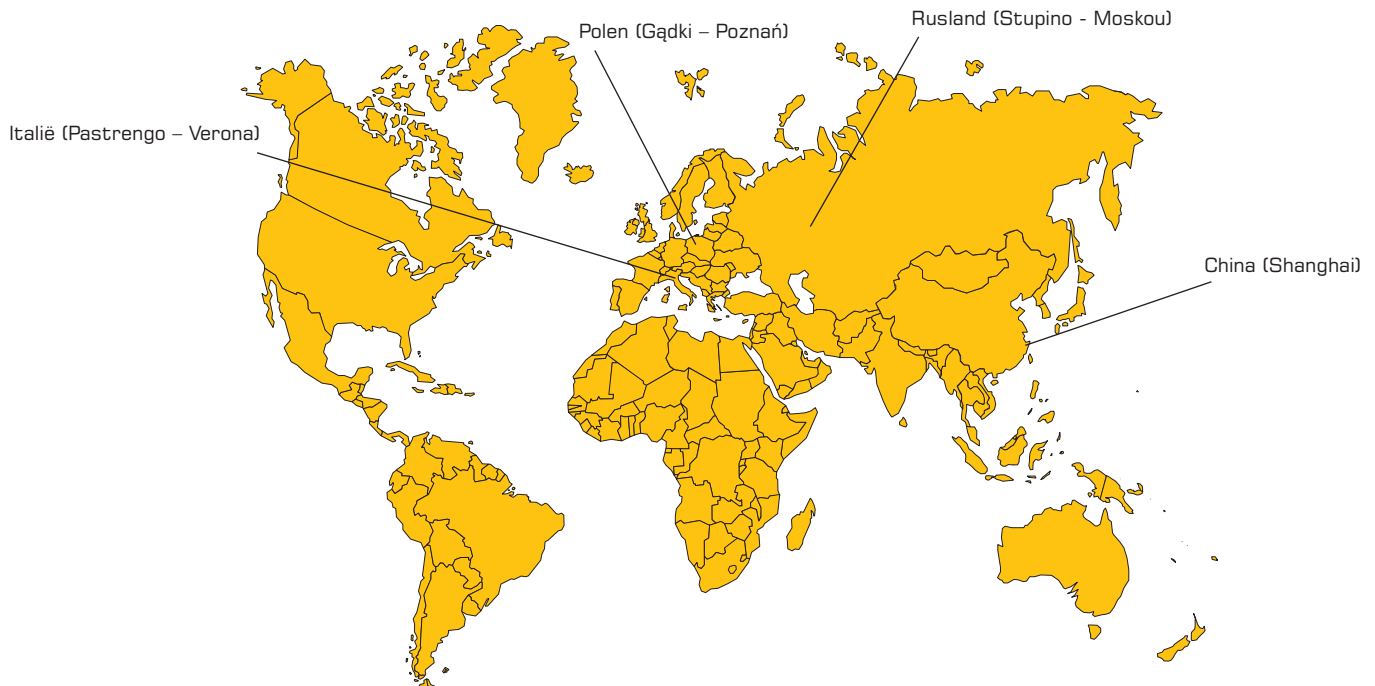 Rusland (Stupino - Moskou)
Polen (Gądki – Poznań)
Italië (Pastrengo – Verona)
China (Shanghai)